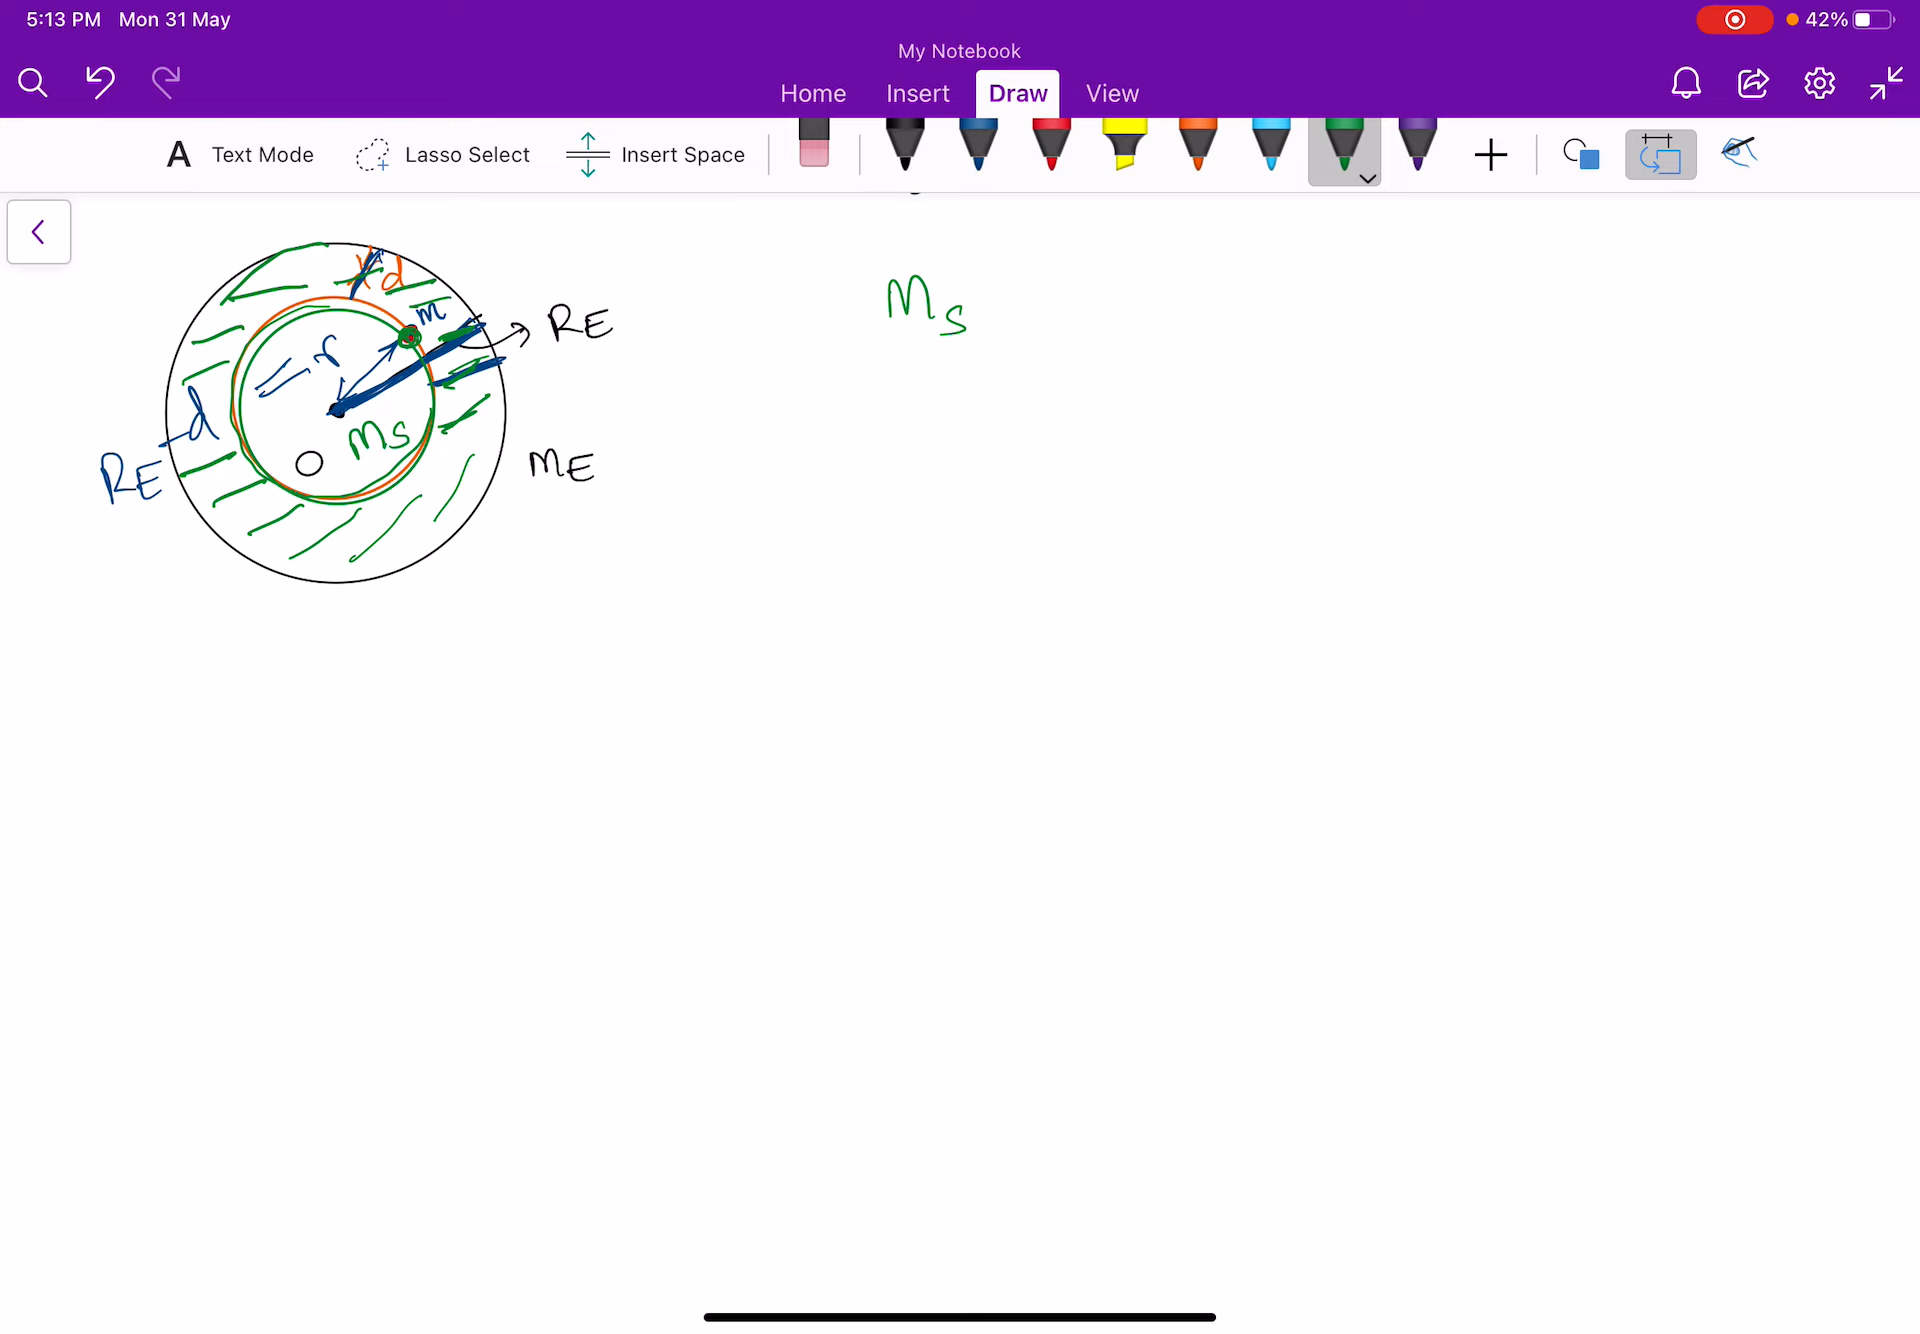 5:13 PM Mon 31 May
42%
My Notebook
Home Insert Draw View
A Text Mode Lasso Select Insert Space
d
m
RE
r
Ms
RE-d
O
ME
Ms